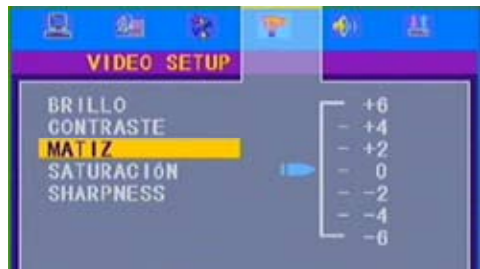 VIDEO SETUP
BRILLO
CONTRASTE
MATIZ
SATURACIÓN
SHARPNESS
+6
+4
+2
0
-2
-4
-6